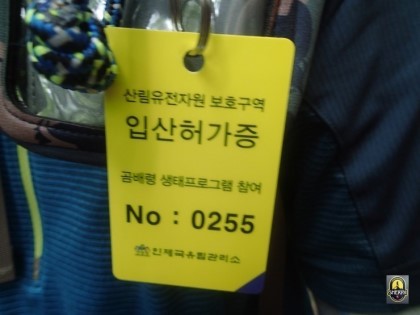 산림유전자원 보호구역
입산허가증
곰배령 생태프로그램 참여
No : 0255
인제국유림관리소